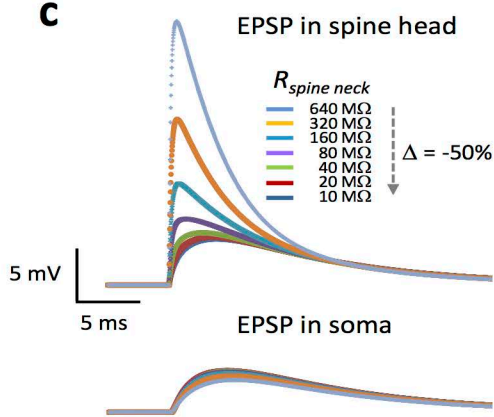 c
EPSP in spine head
R spine neck
640 MΩ
320 MΩ
160 MΩ
80 MΩ
40 MΩ
20 MΩ
10 MΩ
Δ = -50%
5 mV
5 ms
EPSP in soma